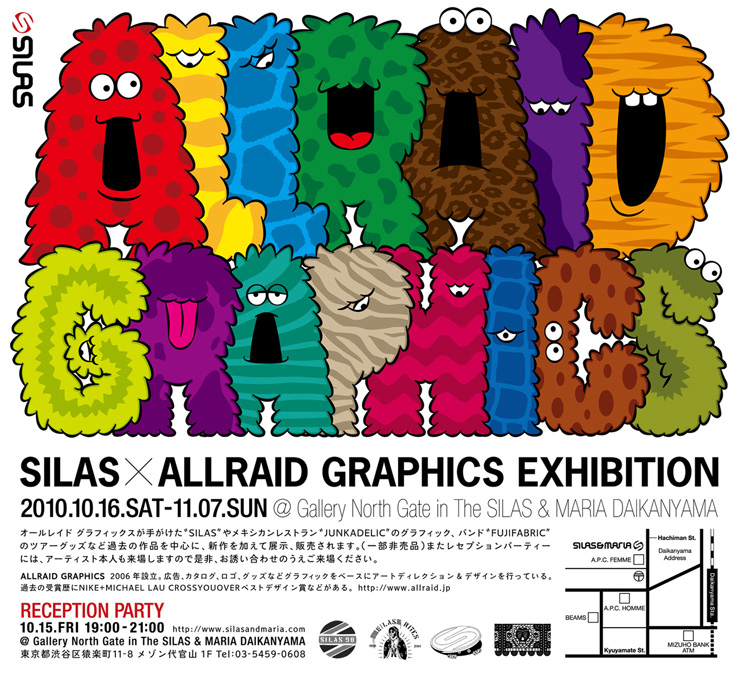 SILAS
ALLRAID
GRAPHICS
SILAS×ALLRAID GRAPHICS EXHIBITION
2010.10.16.SAT-11.07.SUN @ Gallery North Gate in The SILAS & MARIA DAIKANYAMA
オールレイド グラフィックスが手がけた"SILAS"やメキシカンレストラン"JUNKADELIC"のグラフィック、バンド"FUJIFABRIC"
のツアーグッズなど過去の作品を中心に、新作を加えて展示、販売されます。(一部非売品)またレセプションパーティー
には、アーティスト本人も来場しますので是非、お誘い合わせのうえご来場ください。
ALLRAID GRAPHICS 2006年設立。広告、カタログ、ロゴ、グッズなどグラフィックをベースにアートディレクション&デザインを行っている。
過去の受賞歴にNIKE+MICHAEL LAU CROSSYOUOVERベストデザイン賞などがある。http://www.allraid.jp
RECEPTION PARTY
10.15.FRI 19:00-21:00 http://www.silasandmaria.com
@ Gallery North Gate in The SILAS & MARIA DAIKANYAMA
東京都渋谷区猿楽町11-8 メゾン代官山 1F Tel:03-5459-0608
SILAS 98
SILAS&MARIA
A.P.C. FEMME
Hachiman St.
Daikanyama
Address
A.P.C. HOMME
BEAMS
Kyuyamate St.
MIZUHO BANK
ATM
Daikanyama Sta.